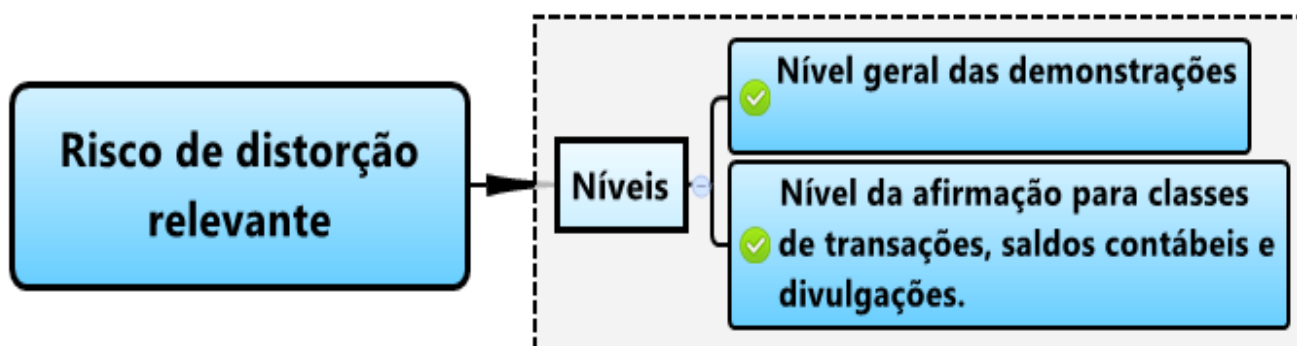 Risco de distorção
relevante
Níveis
Nível geral das demonstrações
Nível da afirmação para classes
de transações, saldos contábeis e
divulgações.